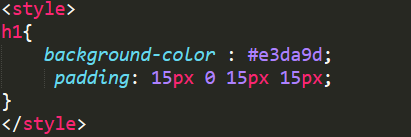 <style>
h1{
    background-color : #e3da9d;
     padding: 15px 0 15px 15px;
}
</style>